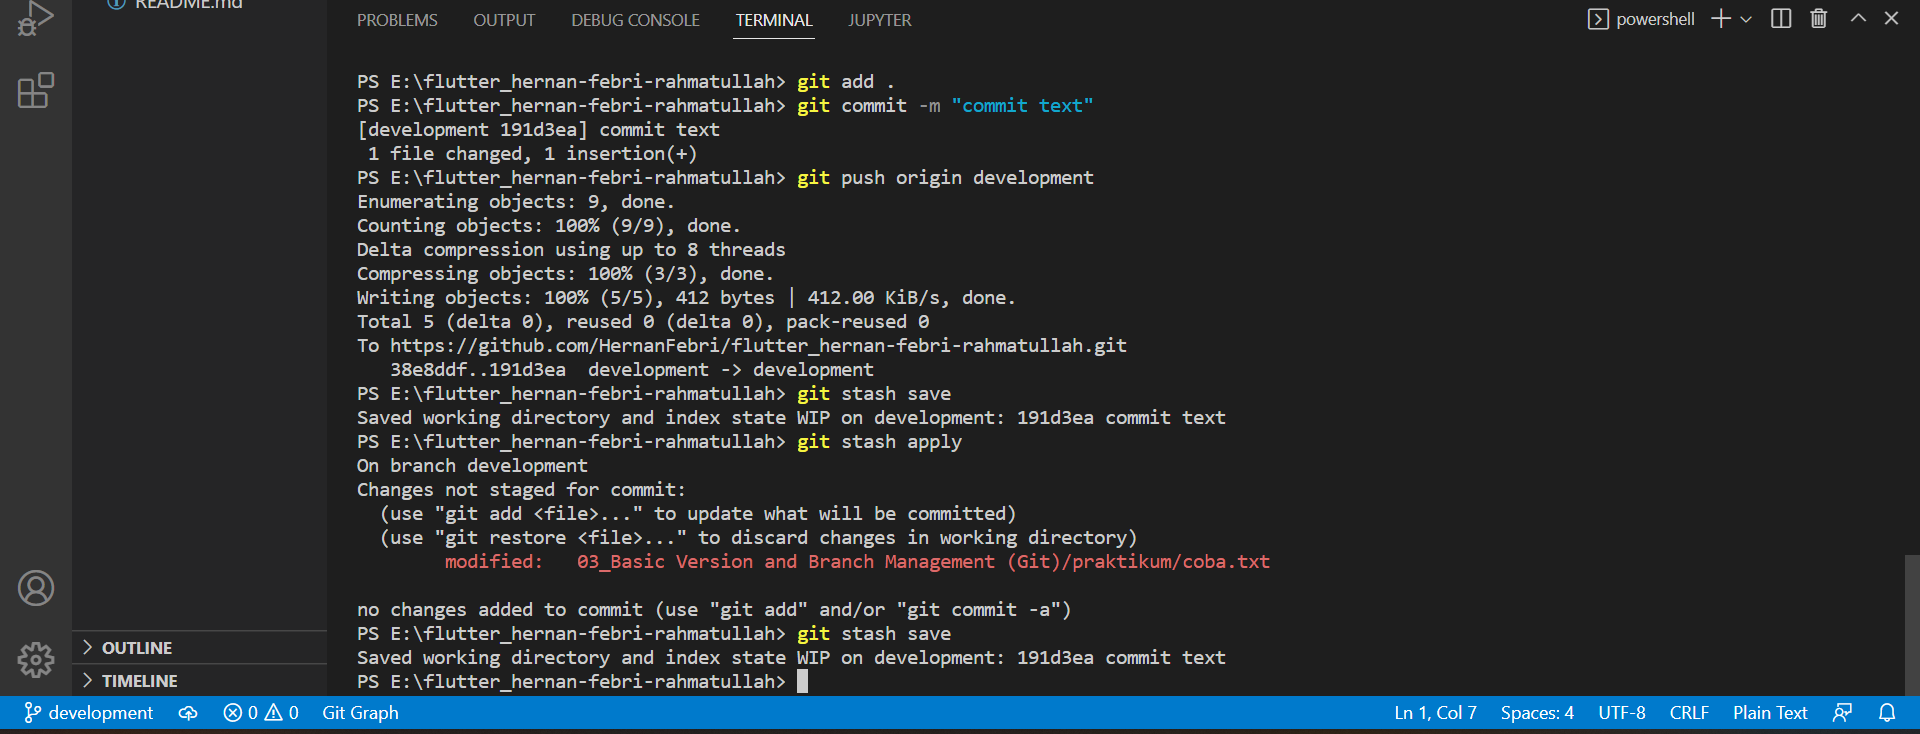 README.md
PROBLEMS OUTPUT DEBUG CONSOLE TERMINAL JUPYTER powershell
PS E:\flutter_hernan-febri-rahmatullah> git add .
PS E:\flutter_hernan-febri-rahmatullah> git commit -m "commit text"
[development 191d3ea] commit text
 1 file changed, 1 insertion(+)
PS E:\flutter_hernan-febri-rahmatullah> git push origin development
Enumerating objects: 9, done.
Counting objects: 100% (9/9), done.
Delta compression using up to 8 threads
Compressing objects: 100% (3/3), done.
Writing objects: 100% (5/5), 412 bytes | 412.00 KiB/s, done.
Total 5 (delta 0), reused 0 (delta 0), pack-reused 0
To https://github.com/HernanFebri/flutter_hernan-febri-rahmatullah.git
   38e8ddf..191d3ea  development -> development
PS E:\flutter_hernan-febri-rahmatullah> git stash save
Saved working directory and index state WIP on development: 191d3ea commit text
PS E:\flutter_hernan-febri-rahmatullah> git stash apply
On branch development
Changes not staged for commit:
  (use "git add <file>..." to update what will be committed)
  (use "git restore <file>..." to discard changes in working directory)
        modified:   03_Basic Version and Branch Management (Git)/praktikum/coba.txt
no changes added to commit (use "git add" and/or "git commit -a")
PS E:\flutter_hernan-febri-rahmatullah> git stash save
Saved working directory and index state WIP on development: 191d3ea commit text
PS E:\flutter_hernan-febri-rahmatullah>
OUTLINE
TIMELINE
development 0 0 Git Graph Ln 1, Col 7 Spaces: 4 UTF-8 CRLF Plain Text